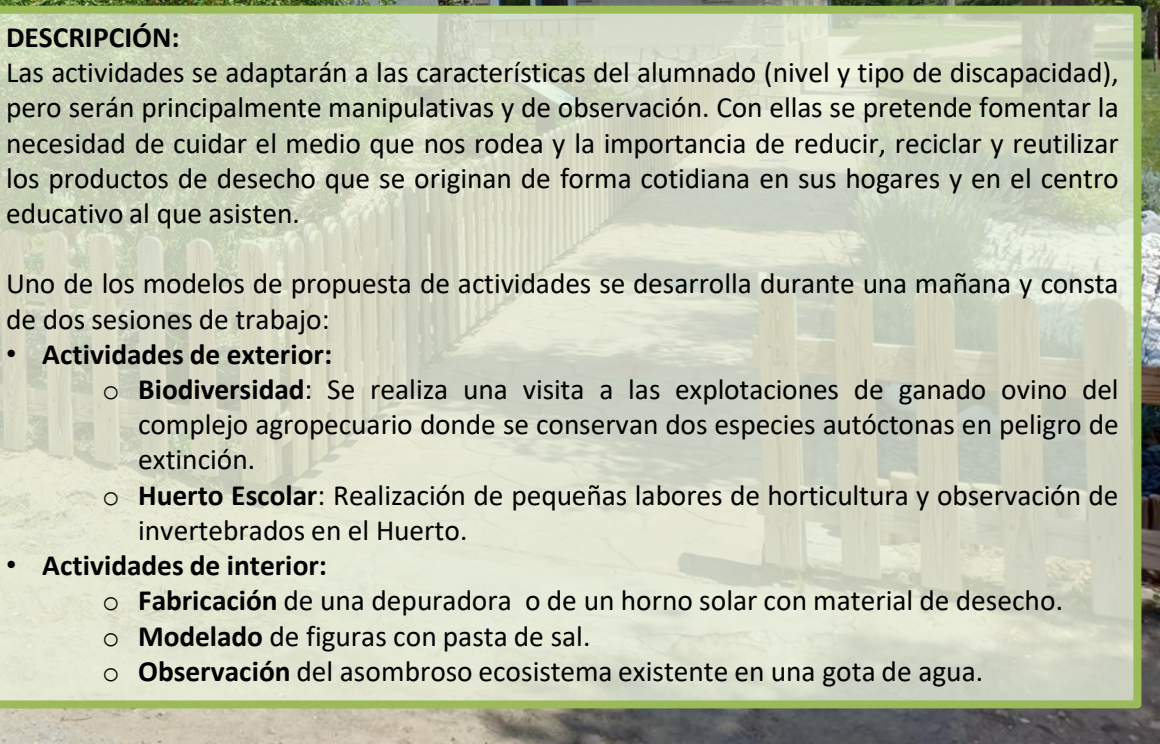 DESCRIPCIÓN:
Las actividades se adaptarán a las características del alumnado (nivel y tipo de discapacidad),
pero serán principalmente manipulativas y de observación. Con ellas se pretende fomentar la
necesidad de cuidar el medio que nos rodea y la importancia de reducir, reciclar y reutilizar
los productos de desecho que se originan de forma cotidiana en sus hogares y en el centro
educativo al que asisten.
Uno de los modelos de propuesta de actividades se desarrolla durante una mañana y consta
de dos sesiones de trabajo:
• Actividades de exterior:
o Biodiversidad: Se realiza una visita a las explotaciones de ganado ovino del
complejo agropecuario donde se conservan dos especies autóctonas en peligro de
extinción.
o Huerto Escolar: Realización de pequeñas labores de horticultura y observación de
invertebrados en el Huerto.
• Actividades de interior:
o Fabricación de una depuradora o de un horno solar con material de desecho.
o Modelado de figuras con pasta de sal.
o Observación del asombroso ecosistema existente en una gota de agua.